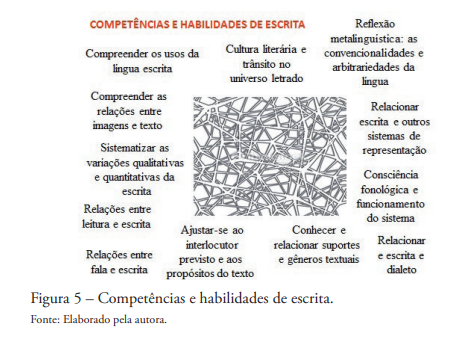 COMPETÊNCIAS E HABILIDADES DE ESCRITA
Compreender os usos da
língua escrita
Cultura literária e
trânsito no
universo letrado
Reflexão
metalinguística: as
convencionalidades e
arbitrariedades da
língua
Compreender as
relações entre
imagens e texto
Relacionar
escrita e outros
sistemas de
representação
Sistematizar as
variações qualitativas
e quantitativas da
escrita
Consciência
fonológica e
funcionamento
do sistema
Relações entre
leitura e escrita
Relações entre
fala e escrita
Ajustar-se ao
interlocutor
previsto e aos
propósitos do texto
Conhecer e
relacionar suportes
e gêneros textuais
Relacionar
e escrita e
dialeto
Figura 5 – Competências e habilidades de escrita.
Fonte: Elaborado pela autora.